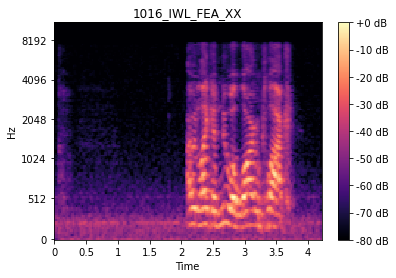 1016_IWL_FEA_XX
+0 dB
8192
-10 dB
4096
-20 dB
-30 dB
2048
Hz
-40 dB
1024
-50 dB
512
-60 dB
-70 dB
0
-80 dB
0 0.5 1 1.5 2 2.5 3 3.5 4
Time